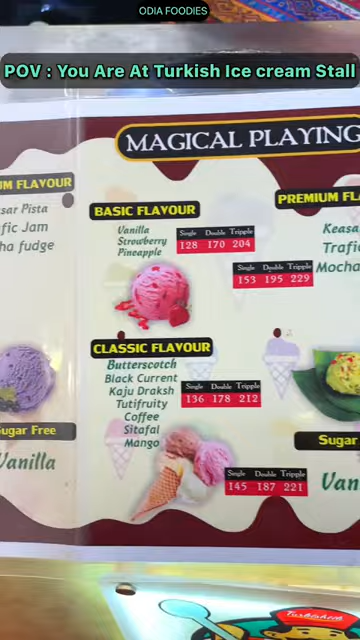 ODIA FOODIES
POV : You Are At Turkish Ice cream Stall
MAGICAL PLAYING
UM FLAVOUR
sar Pista
fic Jam
ha fudge
BASIC FLAVOUR
Vanilla
Strowberry
Pineapple
Single Double Tripple
128 170 204
PREMIUM FLA
Keasa
Trafic
Mocha
Single Double Tripple
153 195 229
CLASSIC FLAVOUR
Butterscotch
Black Current
Kaju Draksh
Tutifruity
Coffee
Sitafal
Mango
Single Double Tripple
136 178 212
Sugar Free
Vanilla
Sugar
Van
Single Double Tripple
145 187 221